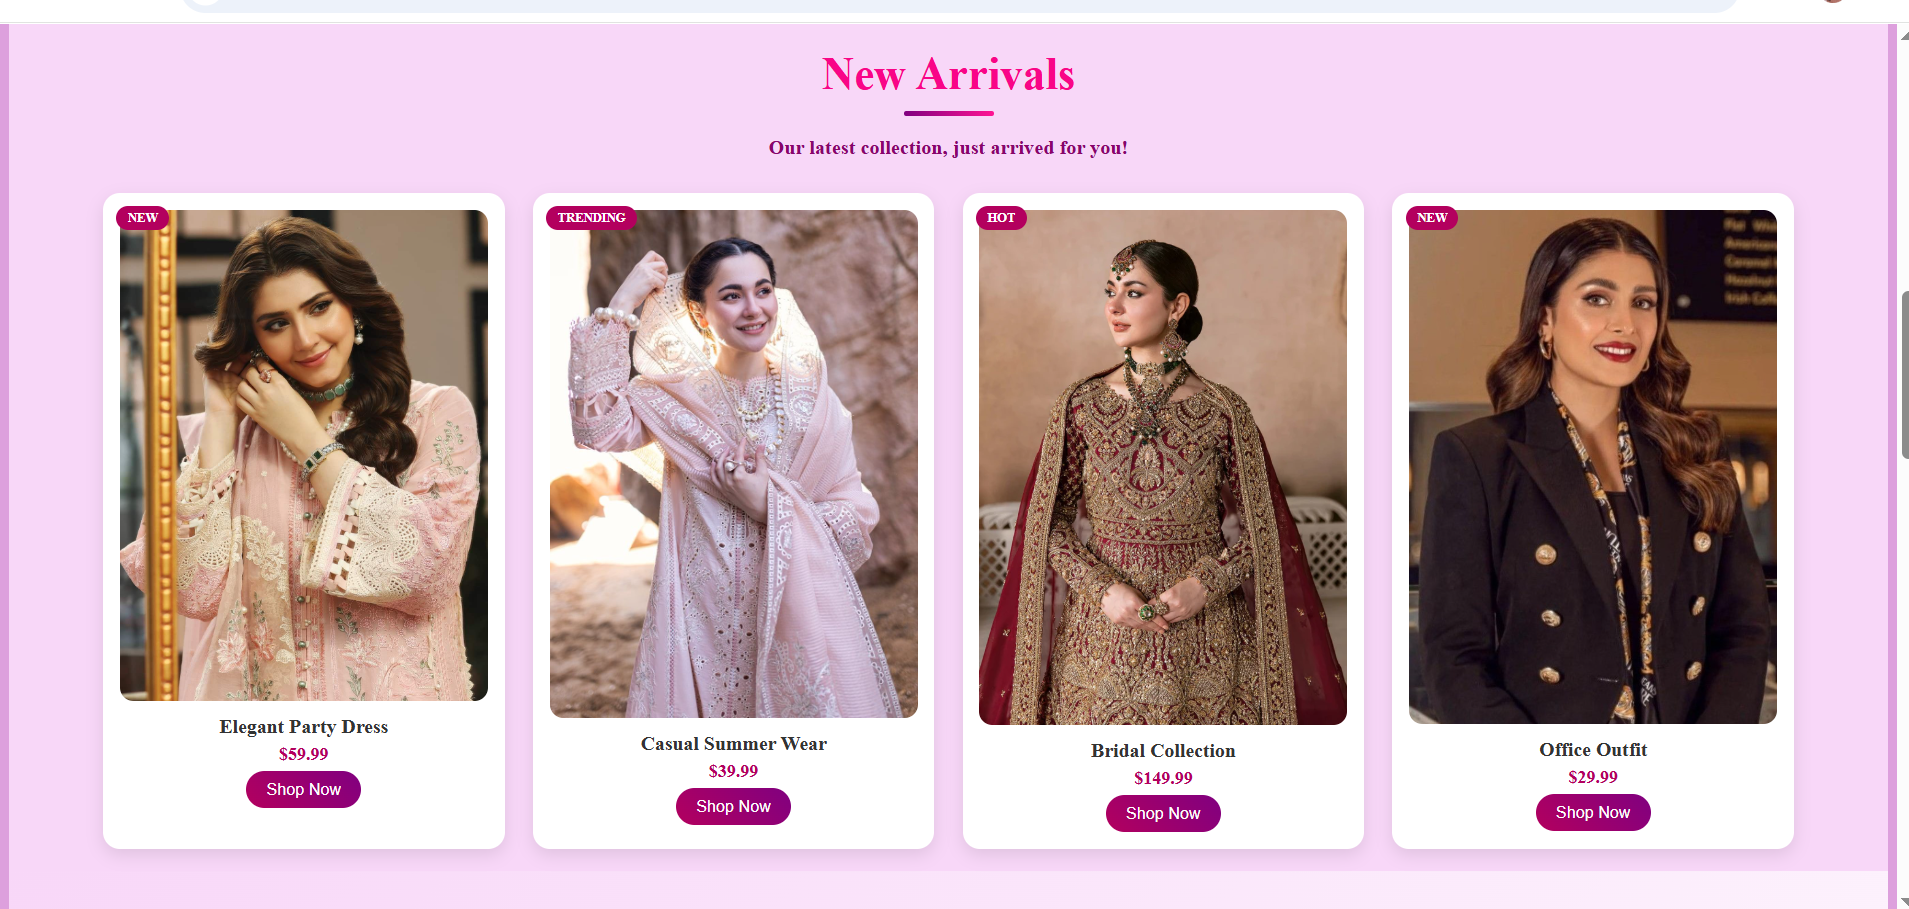 New Arrivals
Our latest collection, just arrived for you!
NEW
Elegant Party Dress
$59.99
Shop Now
TRENDING
Casual Summer Wear
$39.99
Shop Now
HOT
Bridal Collection
$149.99
Shop Now
NEW
Office Outfit
$29.99
Shop Now